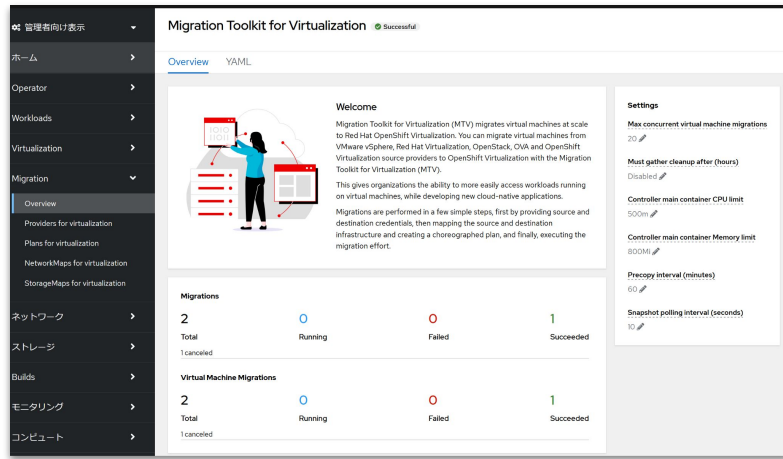 管理者向け表示
ホーム
Operator
Workloads
Virtualization
Migration
Overview
Providers for virtualization
Plans for virtualization
NetworkMaps for virtualization
StorageMaps for virtualization
ネットワーク
ストレージ
Builds
モニタリング
コンピュート
Migration Toolkit for Virtualization
Successful
Overview YAML
Welcome
Migration Toolkit for Virtualization (MTV) migrates virtual machines at scale
to Red Hat OpenShift Virtualization. You can migrate virtual machines from
VMware vSphere, Red Hat Virtualization, OpenStack, OVA and OpenShift
Virtualization source providers to OpenShift Virtualization with the Migration
Toolkit for Virtualization (MTV).
This gives organizations the ability to more easily access workloads running
on virtual machines, while developing new cloud-native applications.
Migrations are performed in a few simple steps, first by providing source and
destination credentials, then mapping the source and destination
infrastructure and creating a choreographed plan, and finally, executing the
migration effort.
Migrations
2 0 0 1
Total Running Failed Succeeded
1 canceled
Virtual Machine Migrations
2 0 0 1
Total Running Failed Succeeded
1 canceled
Settings
Max concurrent virtual machine migrations
20
Must gather cleanup after (hours)
Disabled
Controller main container CPU limit
500m
Controller main container Memory limit
800Mi
Precopy interval (minutes)
60
Snapshot polling interval (seconds)
10